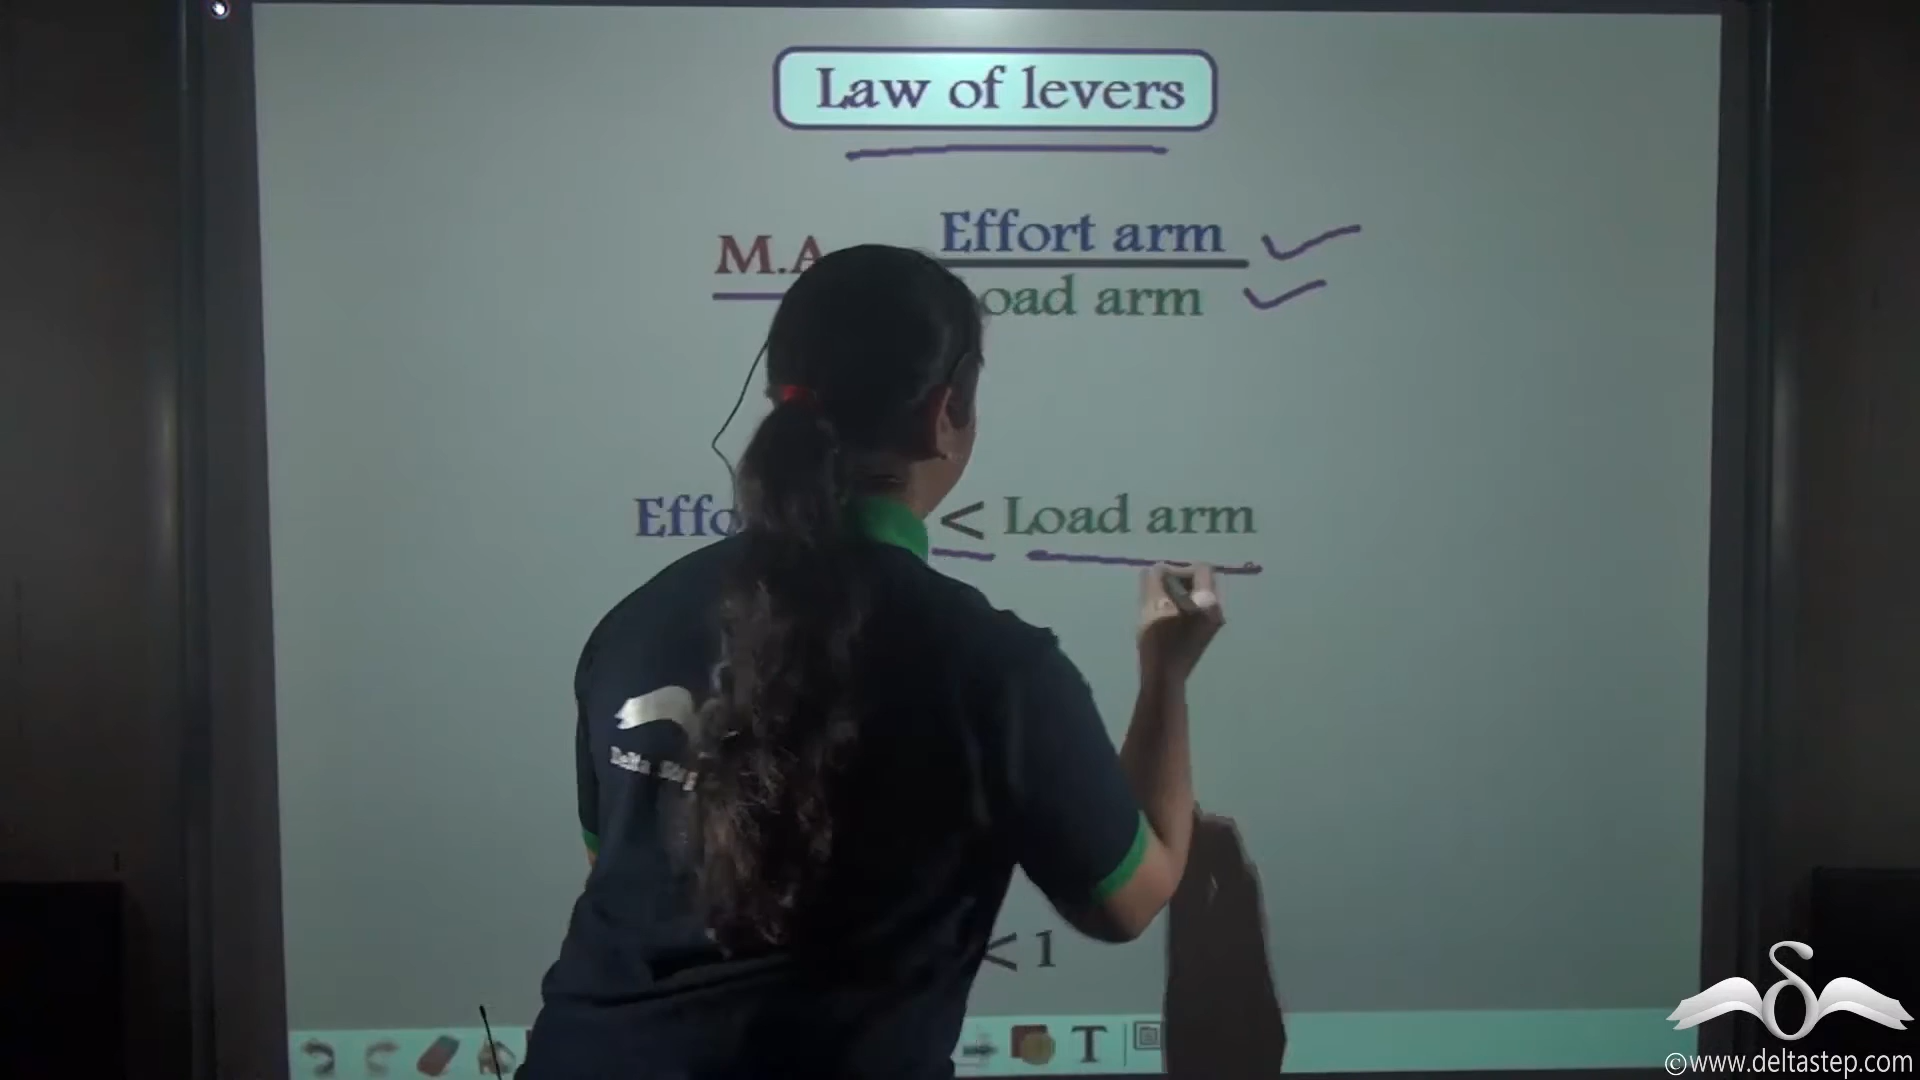 Law of levers
M.A
Effort arm
oad arm
Effo < Load arm
< 1
T
©www.deltastep.com